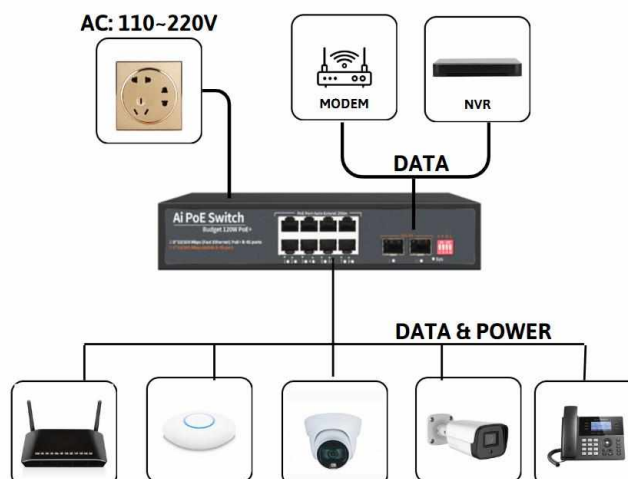 AC: 110~220V
MODEM
NVR
DATA
Ai PoE Switch
Budget 120W PoE+
DATA & POWER